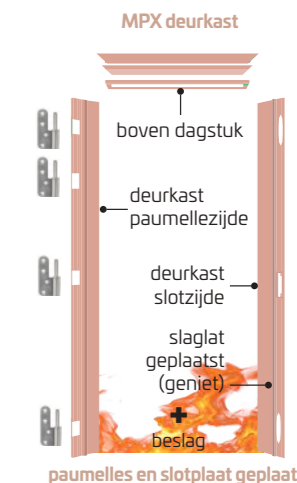 MPX deurkast
boven dagstuk
deurkast
paumellezijde
deurkast
slotzijde
slaglat
geplaatst
(geniet)
+
beslag
paumelles en slotplaat geplaat